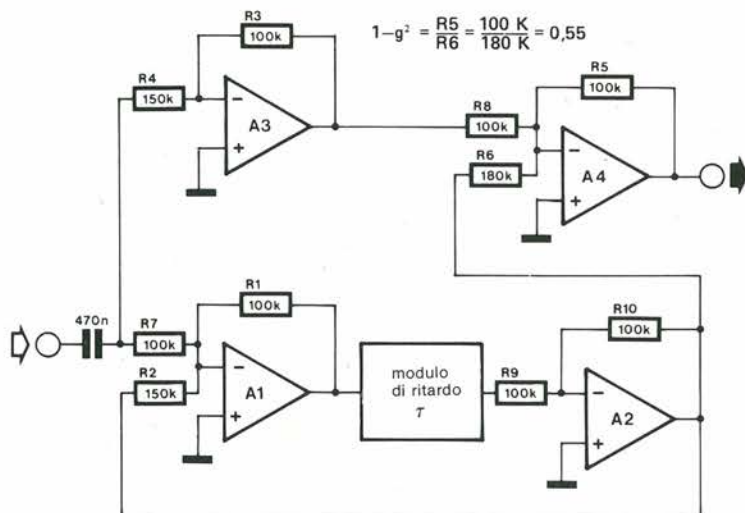 R3
100k
1–g² = R5/R6 = 100 K/180 K = 0,55
R4
150k
–
A3
+
R8
100k
R5
100k
R6
180k
–
A4
+
470n
R7
100k
R1
100k
R2
150k
–
A1
+
modulo
di ritardo
τ
R9
100k
R10
100k
–
A2
+